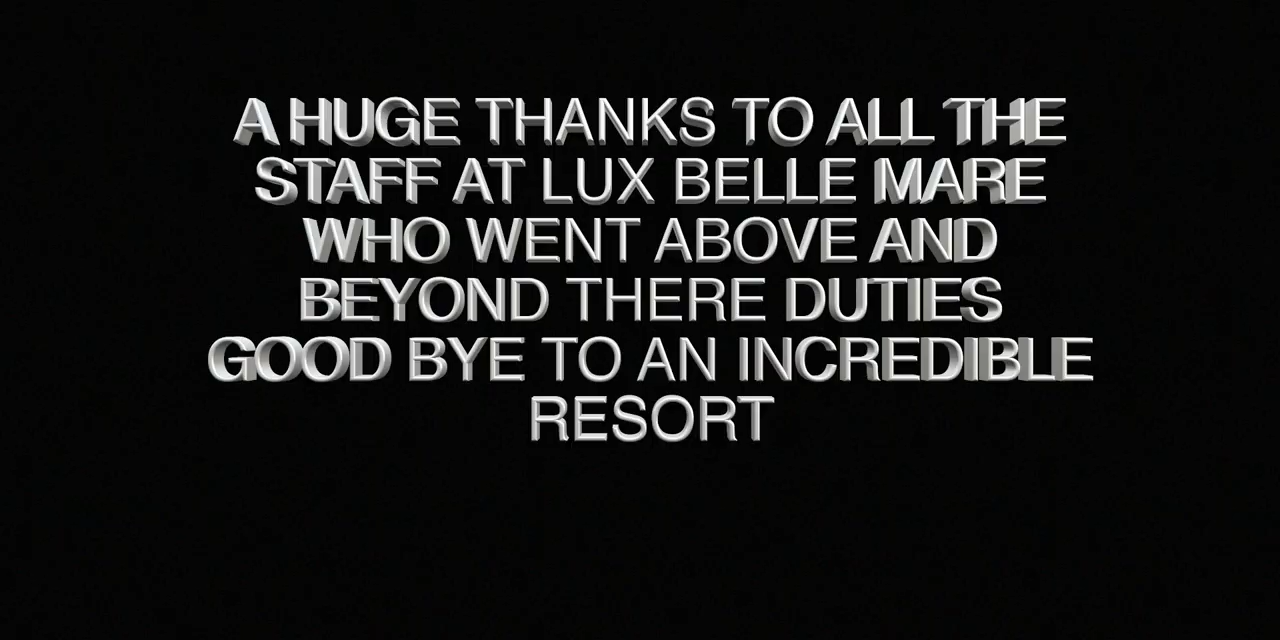 A HUGE THANKS TO ALL THE
STAFF AT LUX BELLE MARE
WHO WENT ABOVE AND
BEYOND THERE DUTIES
GOOD BYE TO AN INCREDIBLE
RESORT